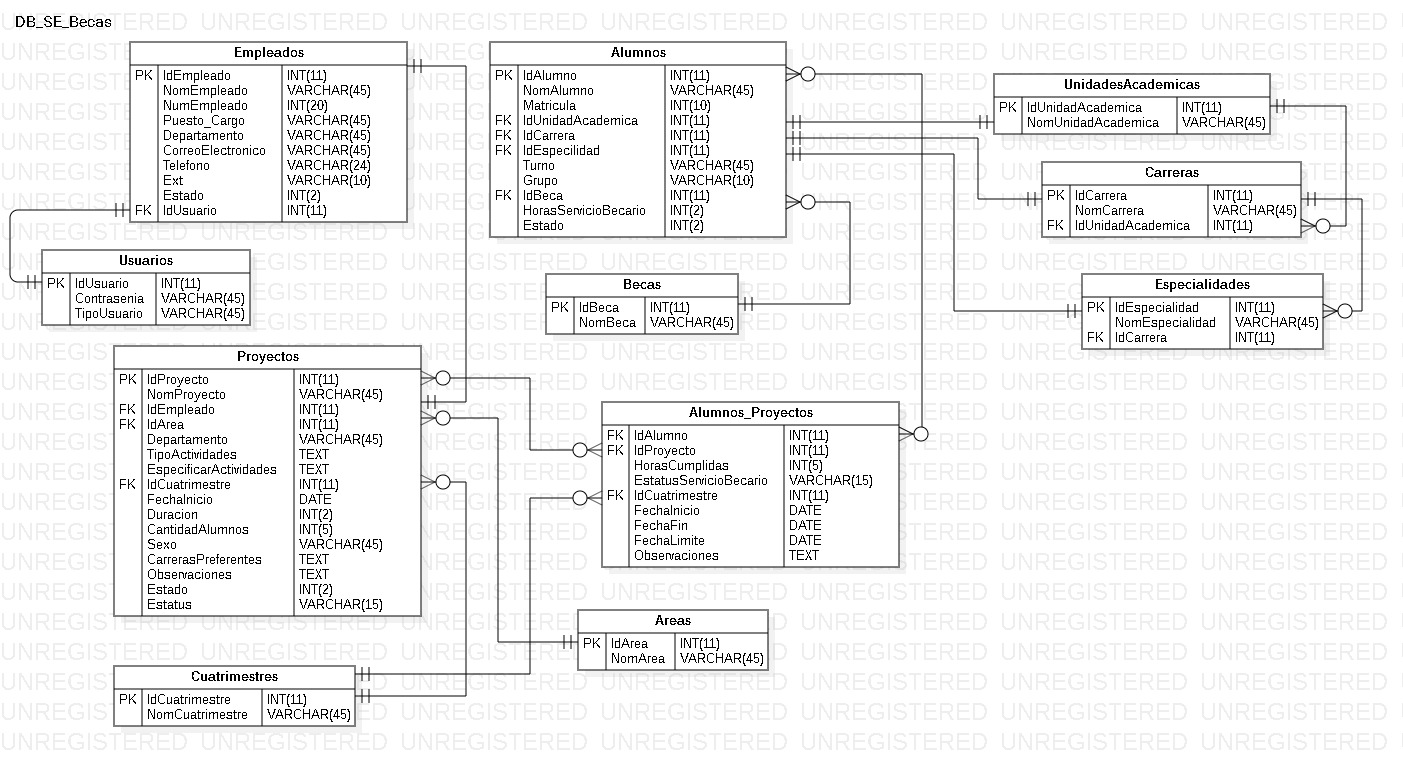 DB_SE_Becas
Empleados
PK IdEmpleado INT(11)
NomEmpleado VARCHAR(45)
NumEmpleado INT(20)
Puesto_Cargo VARCHAR(45)
Departamento VARCHAR(45)
CorreoElectronico VARCHAR(45)
Telefono VARCHAR(24)
Ext VARCHAR(10)
Estado INT(2)
FK IdUsuario INT(11)
Alumnos
PK IdAlumno INT(11)
NomAlumno VARCHAR(45)
Matricula INT(10)
FK IdUnidadAcademica INT(11)
FK IdCarrera INT(11)
FK IdEspecilidad INT(11)
Turno VARCHAR(45)
Grupo VARCHAR(10)
FK IdBeca INT(11)
HorasServicioBecario INT(2)
Estado INT(2)
UnidadesAcademicas
PK IdUnidadAcademica INT(11)
NomUnidadAcademica VARCHAR(45)
Carreras
PK IdCarrera INT(11)
NomCarrera VARCHAR(45)
FK IdUnidadAcademica INT(11)
Usuarios
PK IdUsuario INT(11)
Contrasenia VARCHAR(45)
TipoUsuario VARCHAR(45)
Becas
PK IdBeca INT(11)
NomBeca VARCHAR(45)
Especialidades
PK IdEspecialidad INT(11)
NomEspecialidad VARCHAR(45)
FK IdCarrera INT(11)
Proyectos
PK IdProyecto INT(11)
NomProyecto VARCHAR(45)
FK IdEmpleado INT(11)
FK IdArea INT(11)
Departamento VARCHAR(45)
TipoActividades TEXT
EspecificarActividades TEXT
FK IdCuatrimestre INT(11)
FechaInicio DATE
Duracion INT(2)
CantidadAlumnos INT(5)
Sexo VARCHAR(45)
CarrerasPreferentes TEXT
Observaciones TEXT
Estado INT(2)
Estatus VARCHAR(15)
Alumnos_Proyectos
FK IdAlumno INT(11)
FK IdProyecto INT(11)
HorasCumplidas INT(5)
EstatusServicioBecario VARCHAR(15)
FK IdCuatrimestre INT(11)
FechaInicio DATE
FechaFin DATE
FechaLimite DATE
Observaciones TEXT
Areas
PK IdArea INT(11)
NomArea VARCHAR(45)
Cuatrimestres
PK IdCuatrimestre INT(11)
NomCuatrimestre VARCHAR(45)
UNREGISTERED